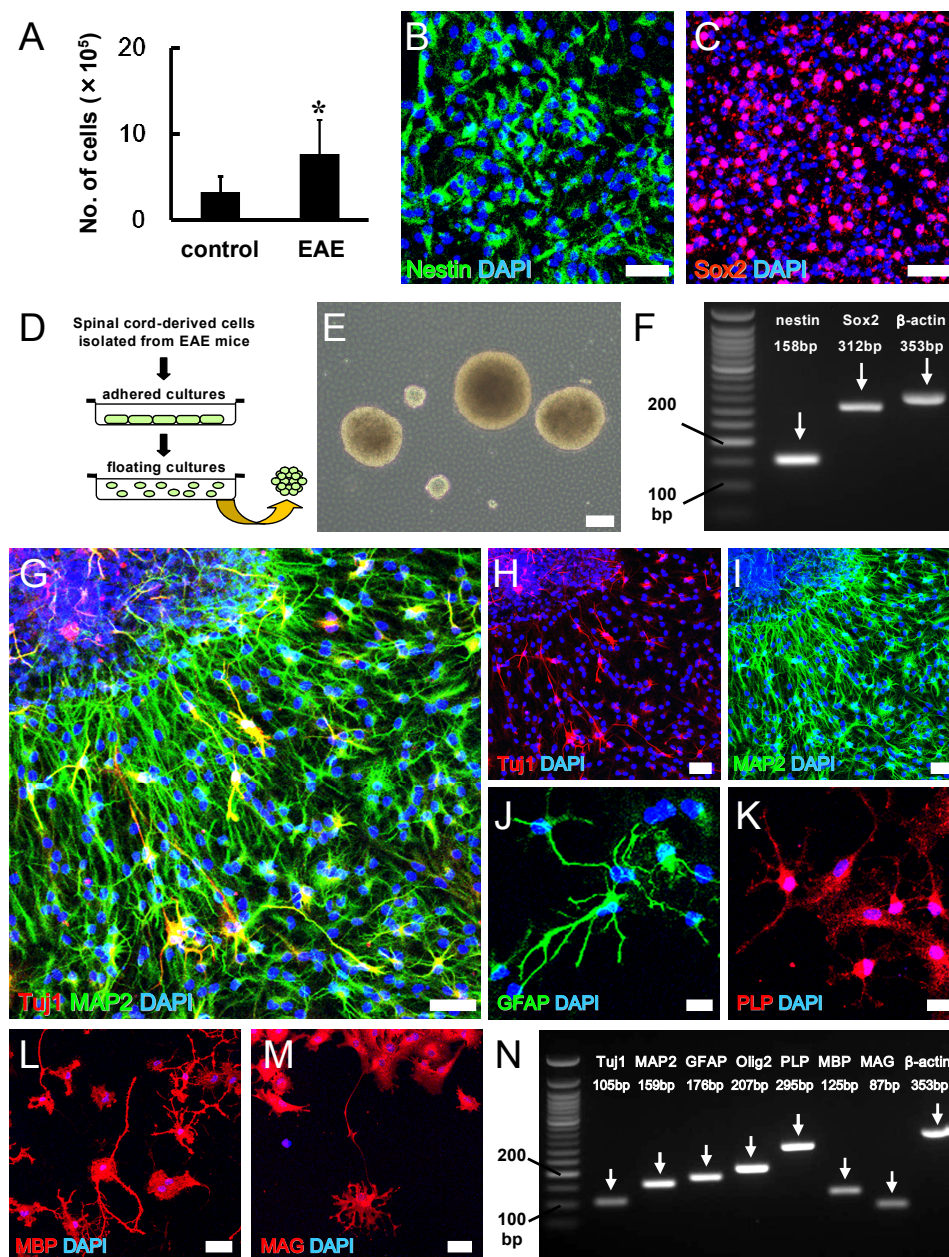 A
20
10
0
No. of cells (×10⁵)
*
control EAE
B
Nestin DAPI
C
Sox2 DAPI
D
Spinal cord-derived cells
isolated from EAE mice
adhered cultures
floating cultures
E
F
nestin Sox2 β-actin
158bp 312bp 353bp
200
100
bp
G
Tuj1 MAP2 DAPI
H
Tuj1 DAPI
I
MAP2 DAPI
J
GFAP DAPI
K
PLP DAPI
L
MBP DAPI
M
MAG DAPI
N
Tuj1 MAP2 GFAP Olig2 PLP MBP MAG β-actin
105bp 159bp 176bp 207bp 295bp 125bp 87bp 353bp
200
100
bp